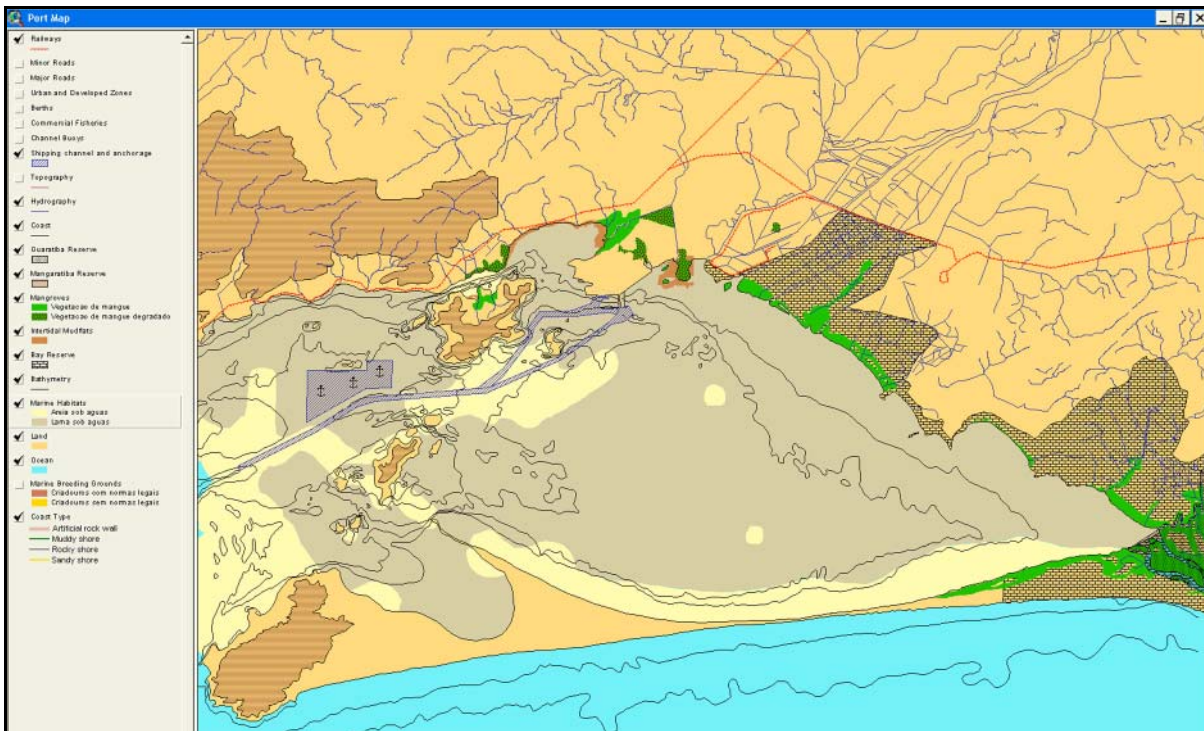 Port Map
Railways
Minor Roads
Major Roads
Urban and Developed Zones
Berths
Commercial Fisheries
Channel Buoys
Shipping channel and anchorage
Topography
Hydrography
Coast
Guaratiba Reserve
Mangaratiba Reserve
Mangroves
Vegetacao de mangue
Vegetacao de mangue degradado
Intertidal Mudflats
Bay Reserve
Bathymetry
Marine Habitats
Areia sob aguas
Lama sob aguas
Land
Ocean
Marine Breeding Grounds
Criadouros com normas legais
Criadouros sem normas legais
Coast Type
Artificial rock wall
Muddy shore
Rocky shore
Sandy shore